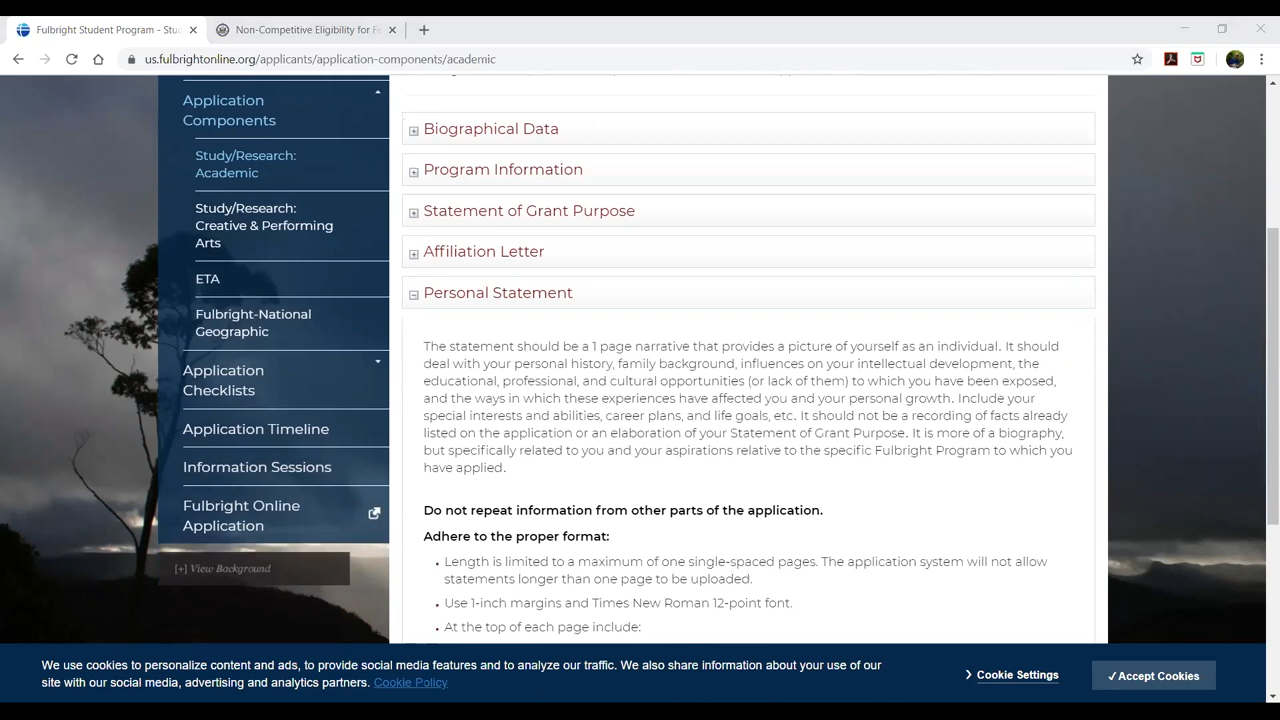 Fulbright Student Program - Stu
Non-Competitive Eligibility for F
us.fulbrightonline.org/applicants/application-components/academic
Application
Components
Study/Research:
Academic
Study/Research:
Creative & Performing
Arts
ETA
Fulbright-National
Geographic
Application
Checklists
Application Timeline
Information Sessions
Fulbright Online
Application
[+] View Background
Biographical Data
Program Information
Statement of Grant Purpose
Affiliation Letter
Personal Statement
The statement should be a 1 page narrative that provides a picture of yourself as an individual. It should
deal with your personal history, family background, influences on your intellectual development, the
educational, professional, and cultural opportunities (or lack of them) to which you have been exposed,
and the ways in which these experiences have affected you and your personal growth. Include your
special interests and abilities, career plans, and life goals, etc. It should not be a recording of facts already
listed on the application or an elaboration of your Statement of Grant Purpose. It is more of a biography,
but specifically related to you and your aspirations relative to the specific Fulbright Program to which you
have applied.
Do not repeat information from other parts of the application.
Adhere to the proper format:
• Length is limited to a maximum of one single-spaced pages. The application system will not allow
statements longer than one page to be uploaded.
• Use 1-inch margins and Times New Roman 12-point font.
• At the top of each page include:
We use cookies to personalize content and ads, to provide social media features and to analyze our traffic. We also share information about your use of our
site with our social media, advertising and analytics partners. Cookie Policy
Cookie Settings
✓ Accept Cookies